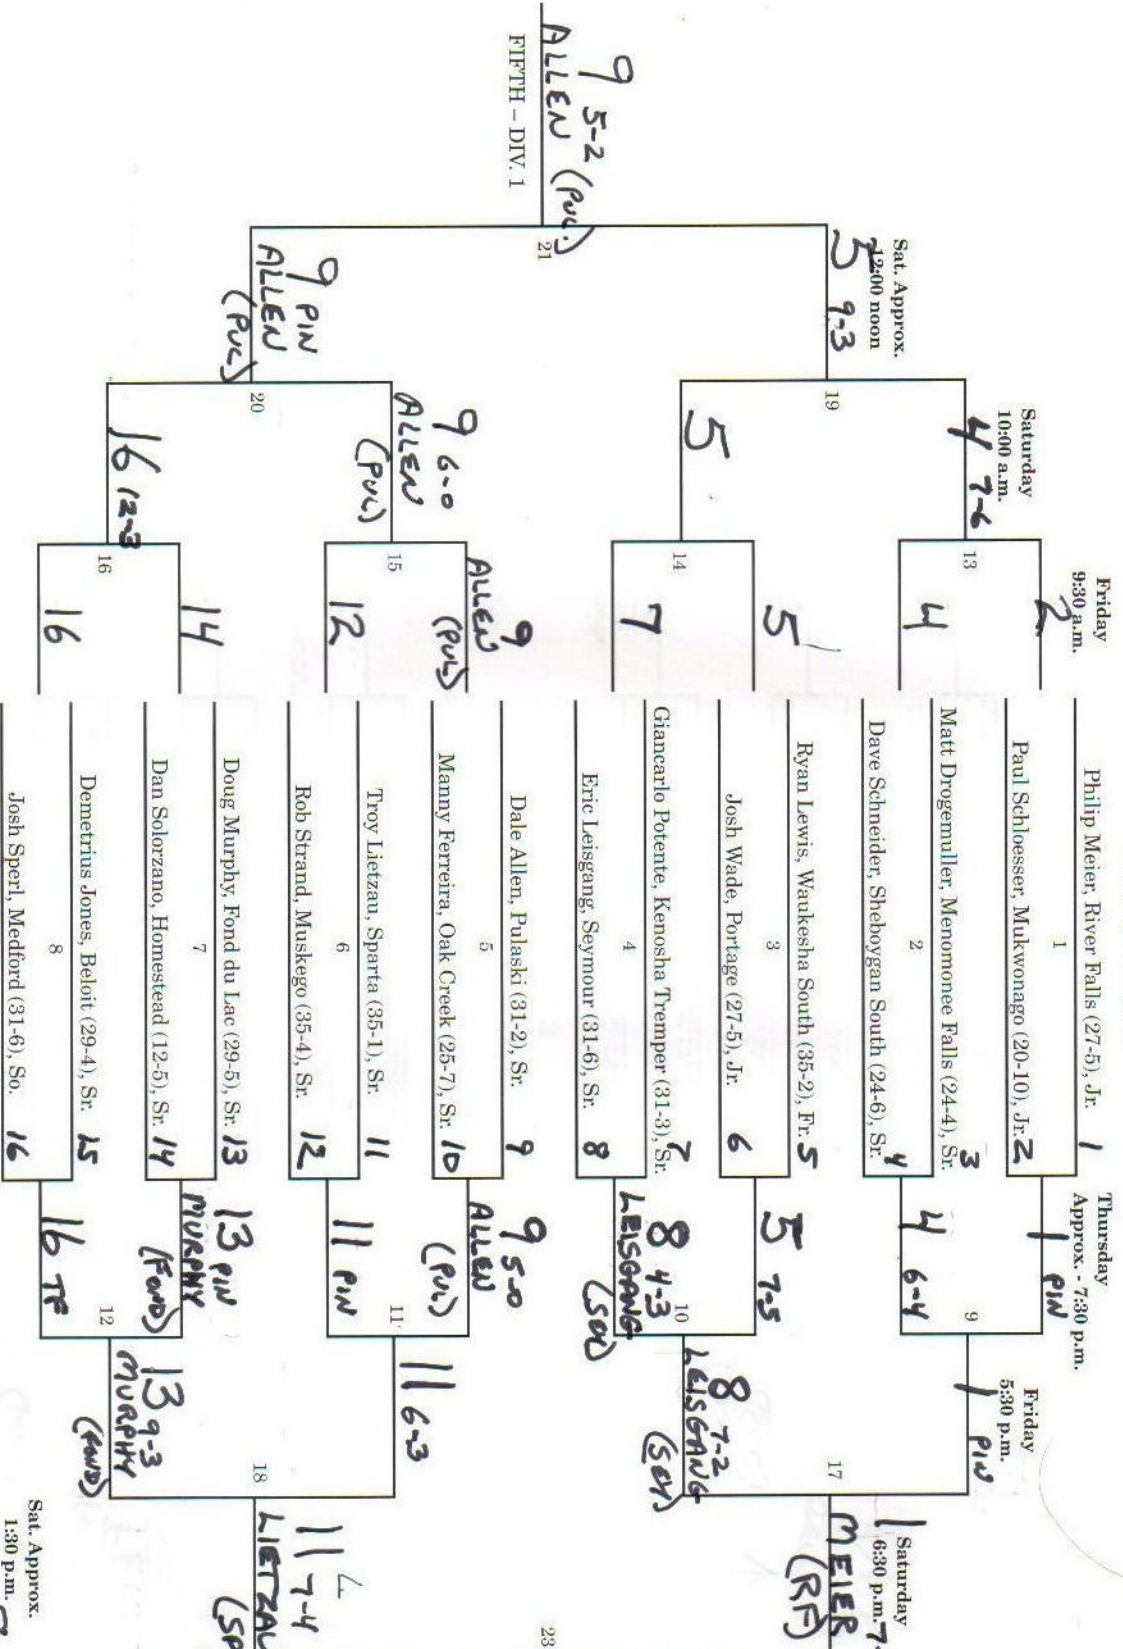 Friday
9:30 a.m.
Saturday
10:00 a.m.
Sat. Approx.
12:00 noon
Thursday
Approx. - 7:30 p.m.
Friday
5:30 p.m.
Saturday
6:30 p.m.
Philip Meier, River Falls (27-5), Jr. 1
1
Paul Schloesser, Mukwonago (20-10), Jr. 2
Matt Drogemuller, Menomonee Falls (24-4), Sr. 3
2
Dave Schneider, Sheboygan South (24-6), Sr. 4
Ryan Lewis, Waukesha South (35-2), Fr. 5
3
Josh Wade, Portage (27-5), Jr. 6
Giancarlo Potente, Kenosha Tremper (31-3), Sr. 7
4
Eric Leisgang, Seymour (31-6), Sr. 8
Dale Allen, Pulaski (31-2), Sr. 9
5
Manny Ferreira, Oak Creek (25-7), Sr. 10
Troy Lietzau, Sparta (35-1), Sr. 11
6
Rob Strand, Muskego (35-4), Sr. 12
Doug Murphy, Fond du Lac (29-5), Sr. 13
7
Dan Solorzano, Homestead (12-5), Sr. 14
Demetrius Jones, Beloit (29-4), Sr. 15
8
Josh Sperl, Medford (31-6), So. 16
1 PIN
9
4 6-4
5 7-5
10
8 4-3
LEISGANG
(SEY)
9 5-0
ALLEN
(PUL)
11
11 PIN
13 PIN
MURPHY
(FOND)
12
16 TF
1 PIN
17
8 7-2
LEISGANG
(SEY)
11 6-3
18
13 9-3
MURPHY
(FOND)
1
MEIER
(RF)
23
11 7-4
Sat. Approx.
1:30 p.m.
2
13
4
5
14
7
9
ALLEN
(PUL)
15
12
14
16
16
4 7-6
19
5
9 6-0
ALLEN
(PUL)
20
16 12-3
5 9-3
21
9 PIN
ALLEN
(PUL)
9 5-2
ALLEN (PUL.)
FIFTH – DIV. 1